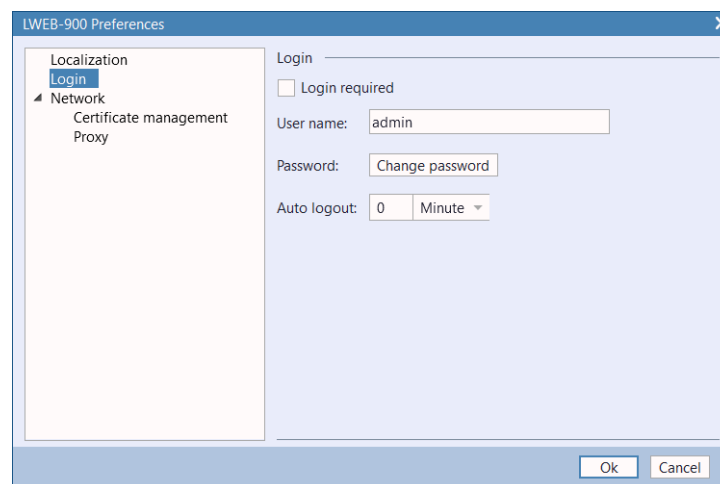 LWEB-900 Preferences
Localization
Login
Network
Certificate management
Proxy
Login
Login required
User name: admin
Password: Change password
Auto logout: 0 Minute
Ok Cancel